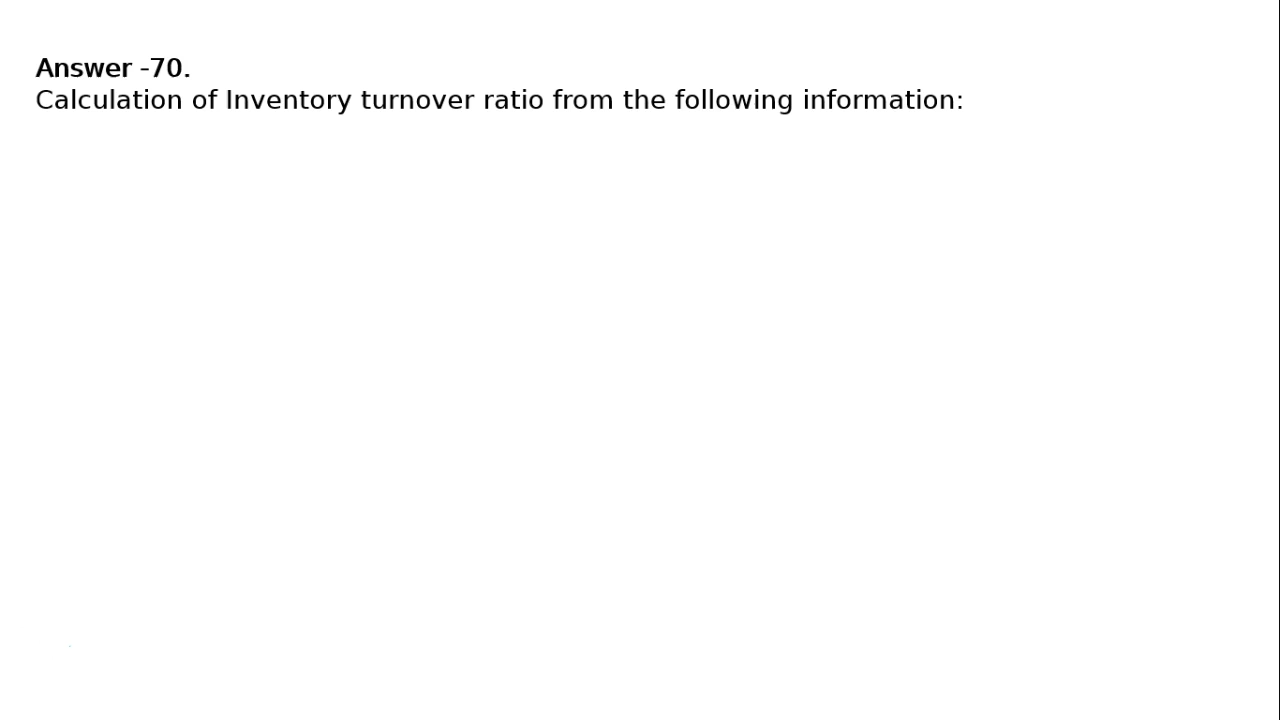 Answer -70.
Calculation of Inventory turnover ratio from the following information: